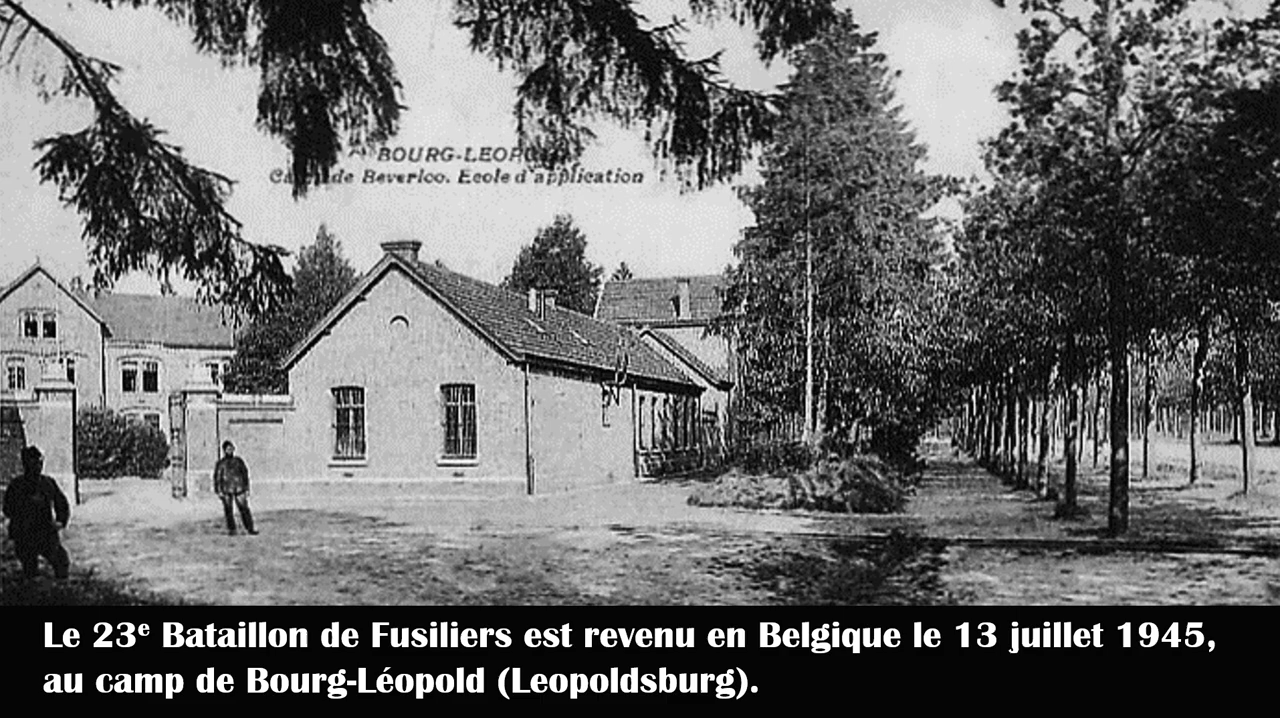 BOURG-LEOPO
de Beverloo. Ecole d'application
Le 23e Bataillon de Fusiliers est revenu en Belgique le 13 juillet 1945,
au camp de Bourg-Léopold (Leopoldsburg).